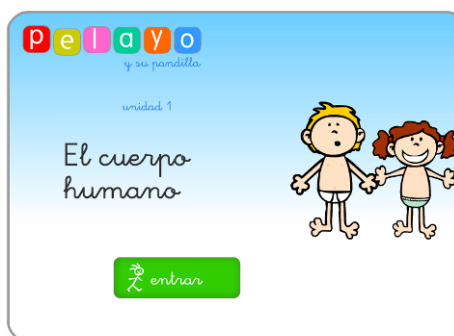 pelayo
y su pandilla
unidad 1
El cuerpo
humano
entrar